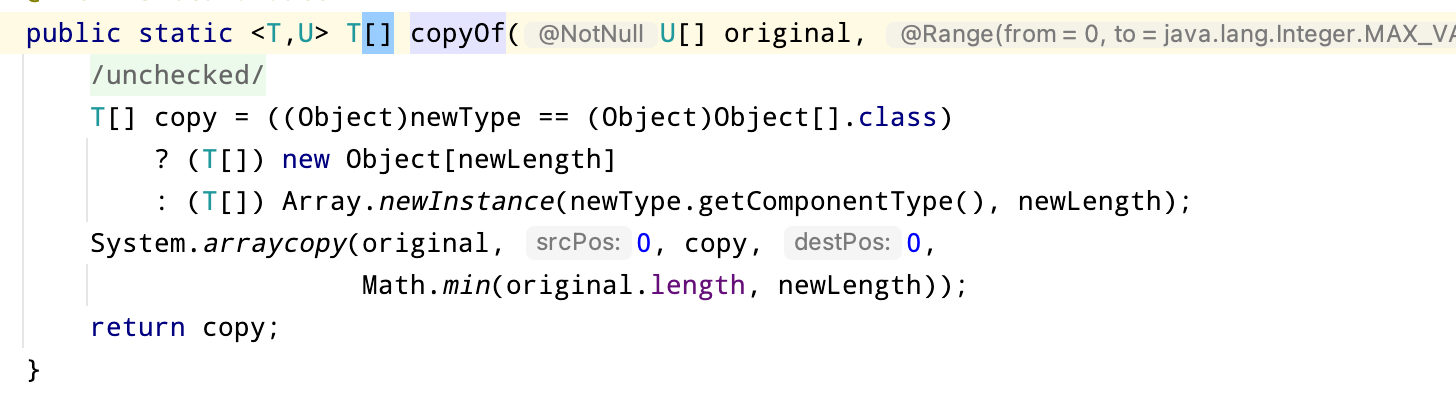 public static <T,U> T[] copyOf( @NotNull U[] original, @Range(from = 0, to = java.lang.Integer.MAX_VA
/unchecked/
T[] copy = ((Object)newType == (Object)Object[].class)
? (T[]) new Object[newLength]
: (T[]) Array.newInstance(newType.getComponentType(), newLength);
System.arraycopy(original, srcPos: 0, copy, destPos: 0,
Math.min(original.length, newLength));
return copy;
}